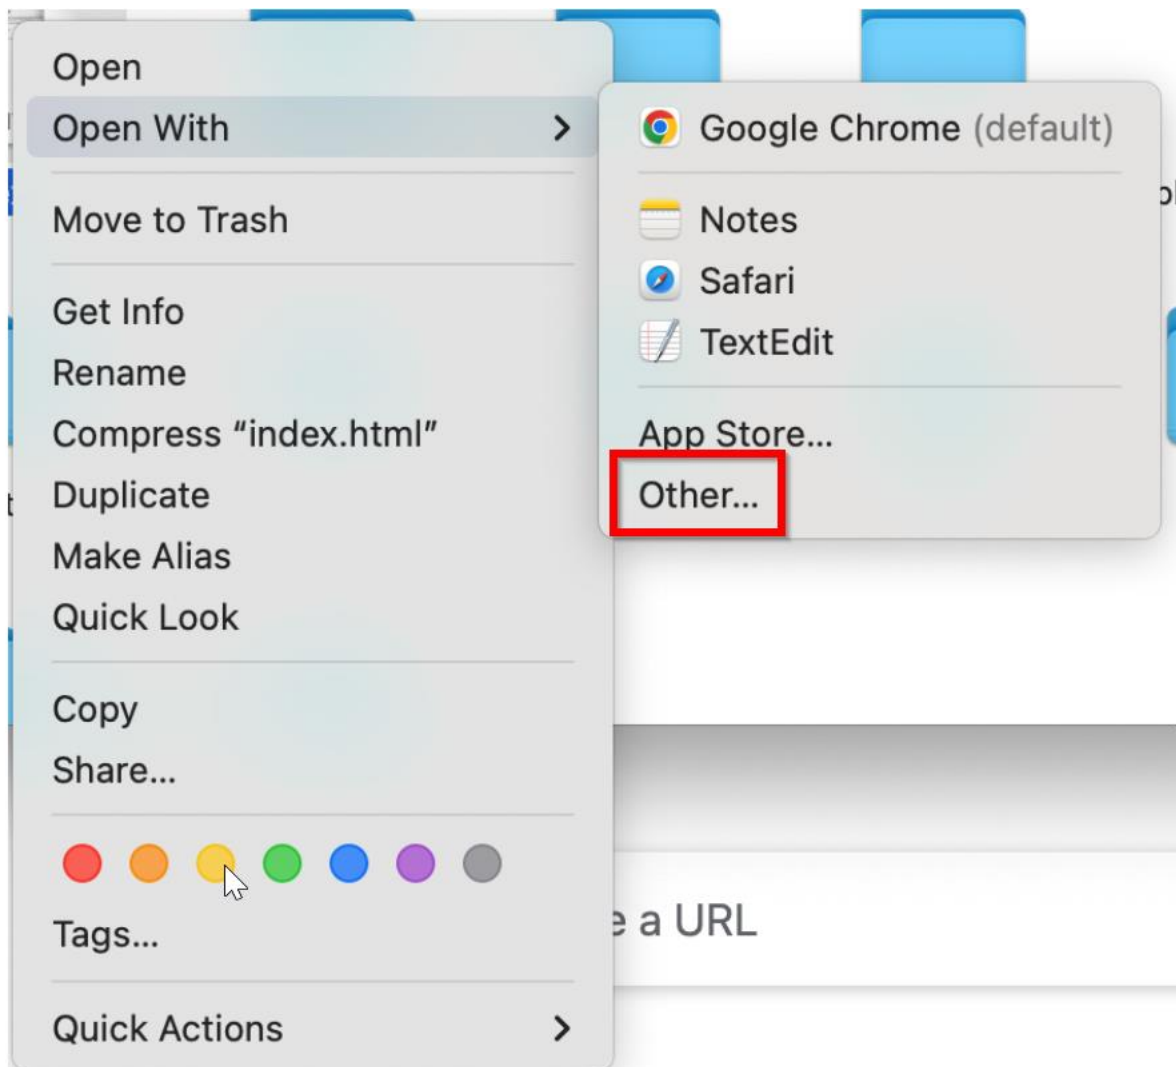 Open
Open With
Move to Trash
Get Info
Rename
Compress “index.html”
Duplicate
Make Alias
Quick Look
Copy
Share...
Tags...
Quick Actions
Google Chrome (default)
Notes
Safari
TextEdit
App Store...
Other...
a URL